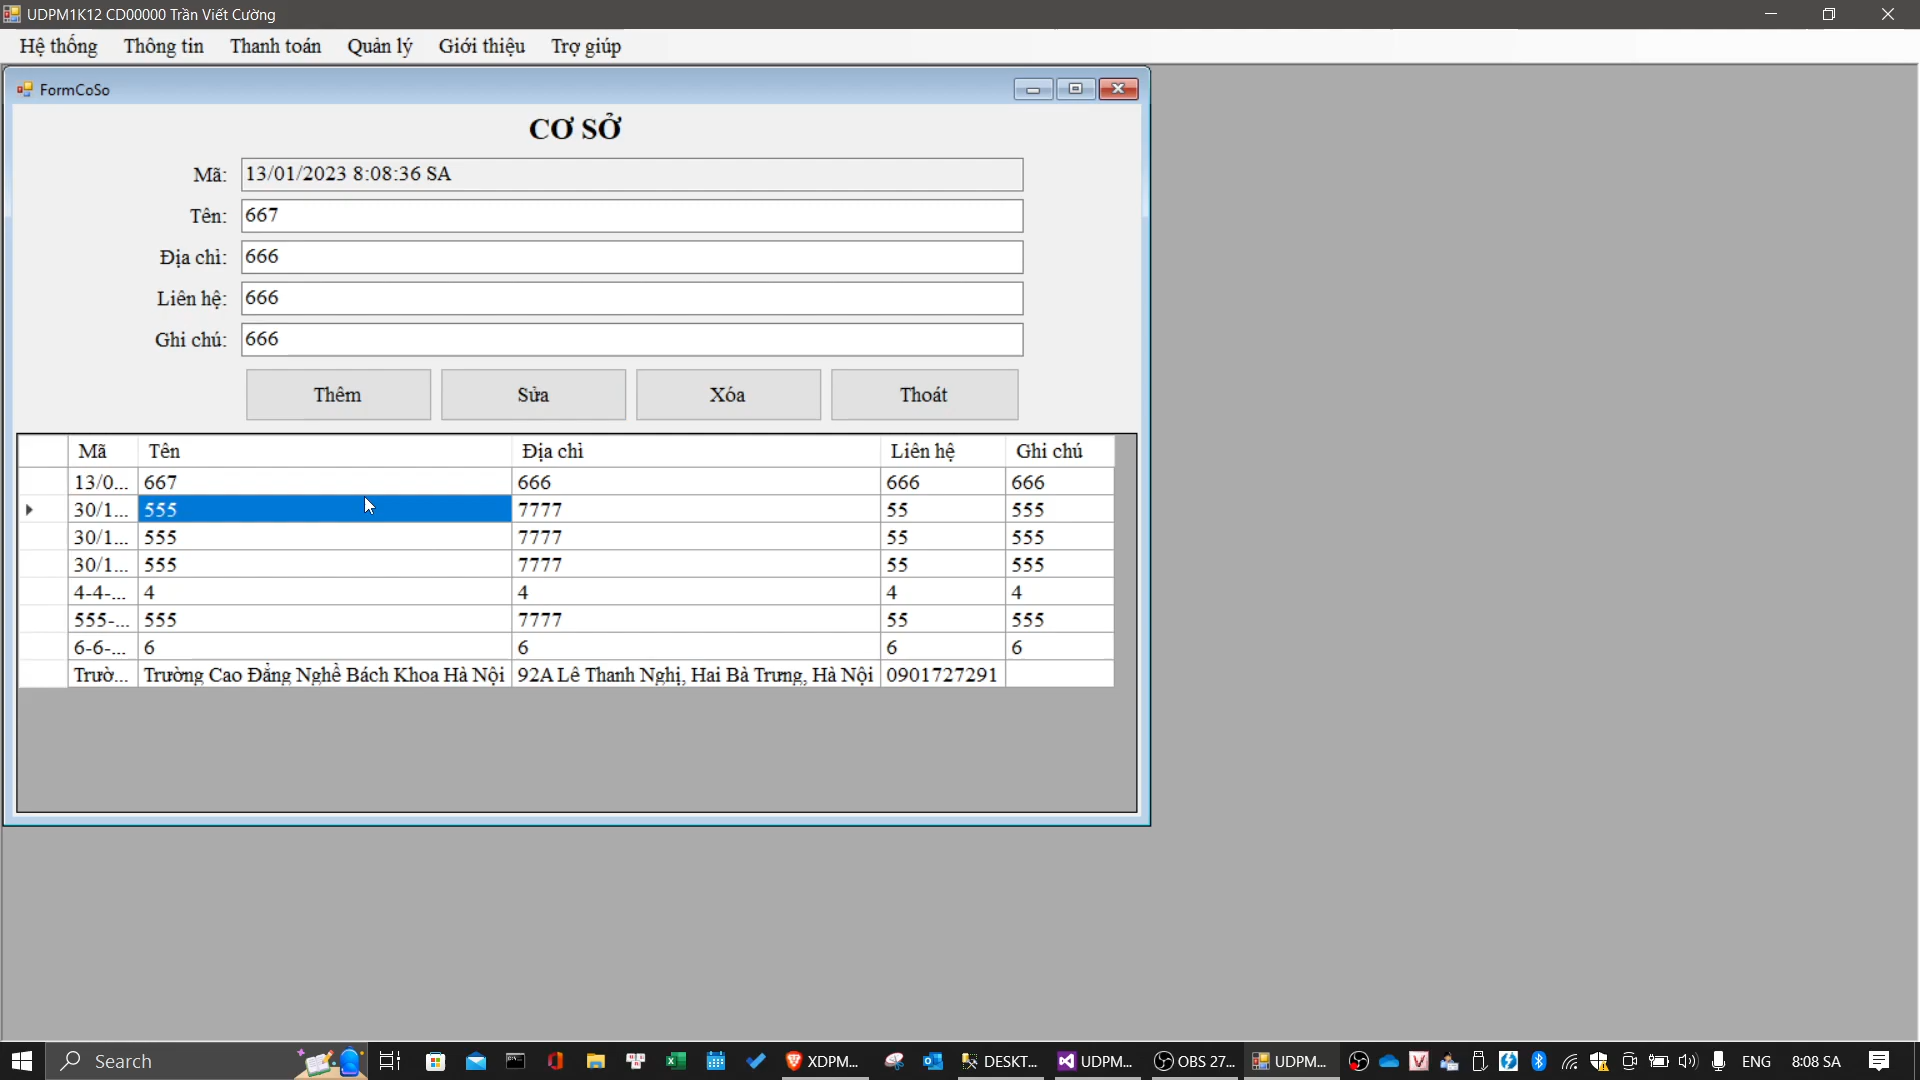 UDPM1K12 CD00000 Trần Viết Cường
Hệ thống Thông tin Thanh toán Quản lý Giới thiệu Trợ giúp
FormCoSo
CƠ SỞ
Mã: 13/01/2023 8:08:36 SA
Tên: 667
Địa chỉ: 666
Liên hệ: 666
Ghi chú: 666
Thêm Sửa Xóa Thoát
Mã Tên Địa chỉ Liên hệ Ghi chú
13/0... 667 666 666 666
30/1... 555 7777 55 555
30/1... 555 7777 55 555
30/1... 555 7777 55 555
4-4-... 4 4 4 4
555-... 555 7777 55 555
6-6-... 6 6 6 6
Trườ... Trường Cao Đẳng Nghề Bách Khoa Hà Nội 92A Lê Thanh Nghị, Hai Bà Trưng, Hà Nội 0901727291
Search XDPM... DESKT... UDPM... OBS 27... UDPM... ENG 8:08 SA